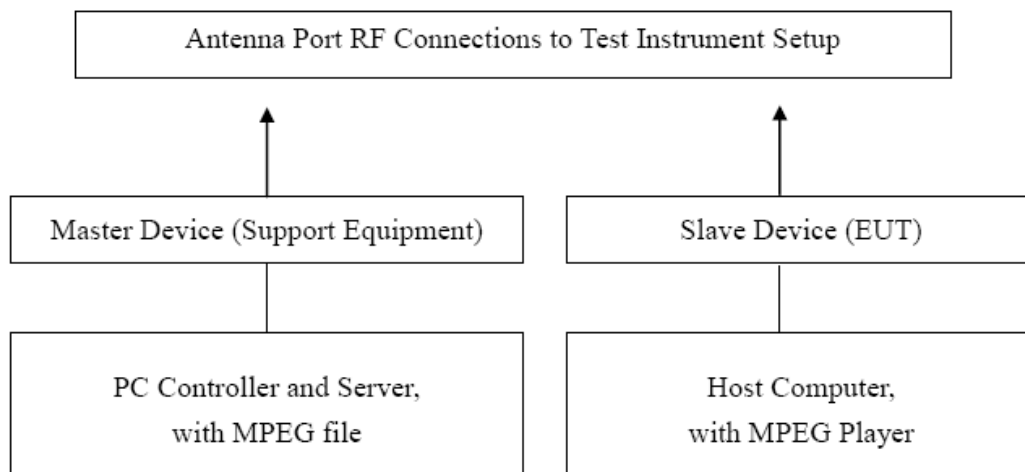 Antenna Port RF Connections to Test Instrument Setup
Master Device (Support Equipment)
Slave Device (EUT)
PC Controller and Server,
with MPEG file
Host Computer,
with MPEG Player